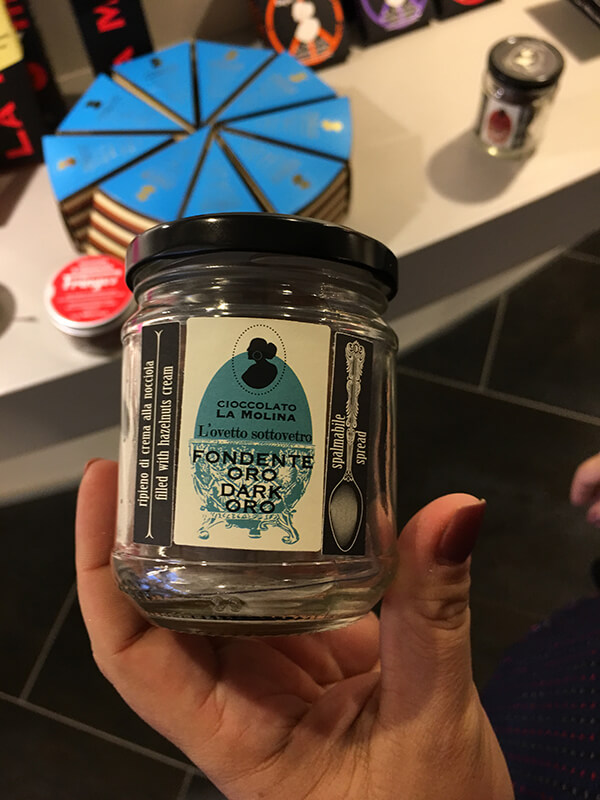 LA M
CIOCCOLATO
LA MOLINA
L'ovetto sottovetro
FONDENTE
ORO
DARK
ORO
ripieno di crema alla nocciola
filled with hazelnuts cream
spalmabile
spread